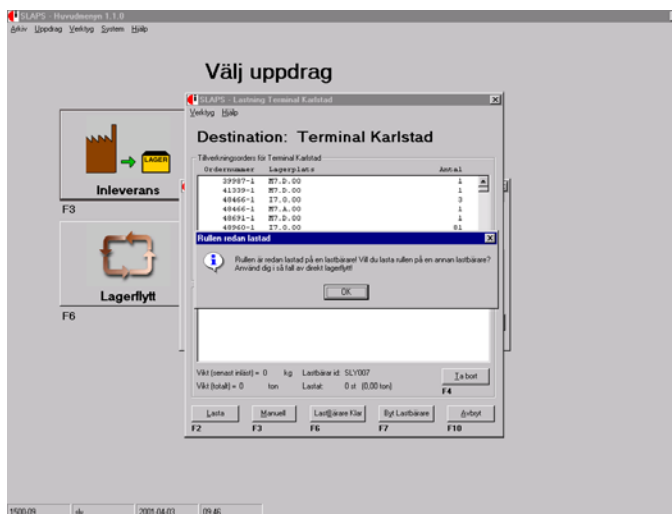 SLAPS - Huvudmenyn 1.1.0
Arkiv Uppdrag Verktyg System Hjälp
Välj uppdrag
LAGER
Inleverans
F3
Lagerflytt
F6
SLAPS - Lastning Terminal Karlstad
Verktyg Hjälp
Destination: Terminal Karlstad
Tillverkningsorders för Terminal Karlstad
Ordernummer Lagerplats Antal
39987-1 M7.D.00 1
41339-1 M7.D.00 1
48466-1 I7.0.00 3
48466-1 M7.A.00 1
48691-1 M7.D.00 1
48960-1 I7.0.00 81
Rullen redan lastad
Rullen är redan lastad på en lastbärare! Vill du lasta rullen på en annan lastbärare?
Använd dig i så fall av direkt lagerflytt!
OK
Vikt (senast inläst) = 0 kg Lastbärar id: SLY007
Vikt (totalt) = 0 ton Lastat: 0 st (0,00 ton)
Ta bort
F4
Lasta Manuell LastBärare Klar Byt Lastbärare Avbryt
F2 F3 F6 F7 F10
1500-09 sly 2001-04-03 09:46